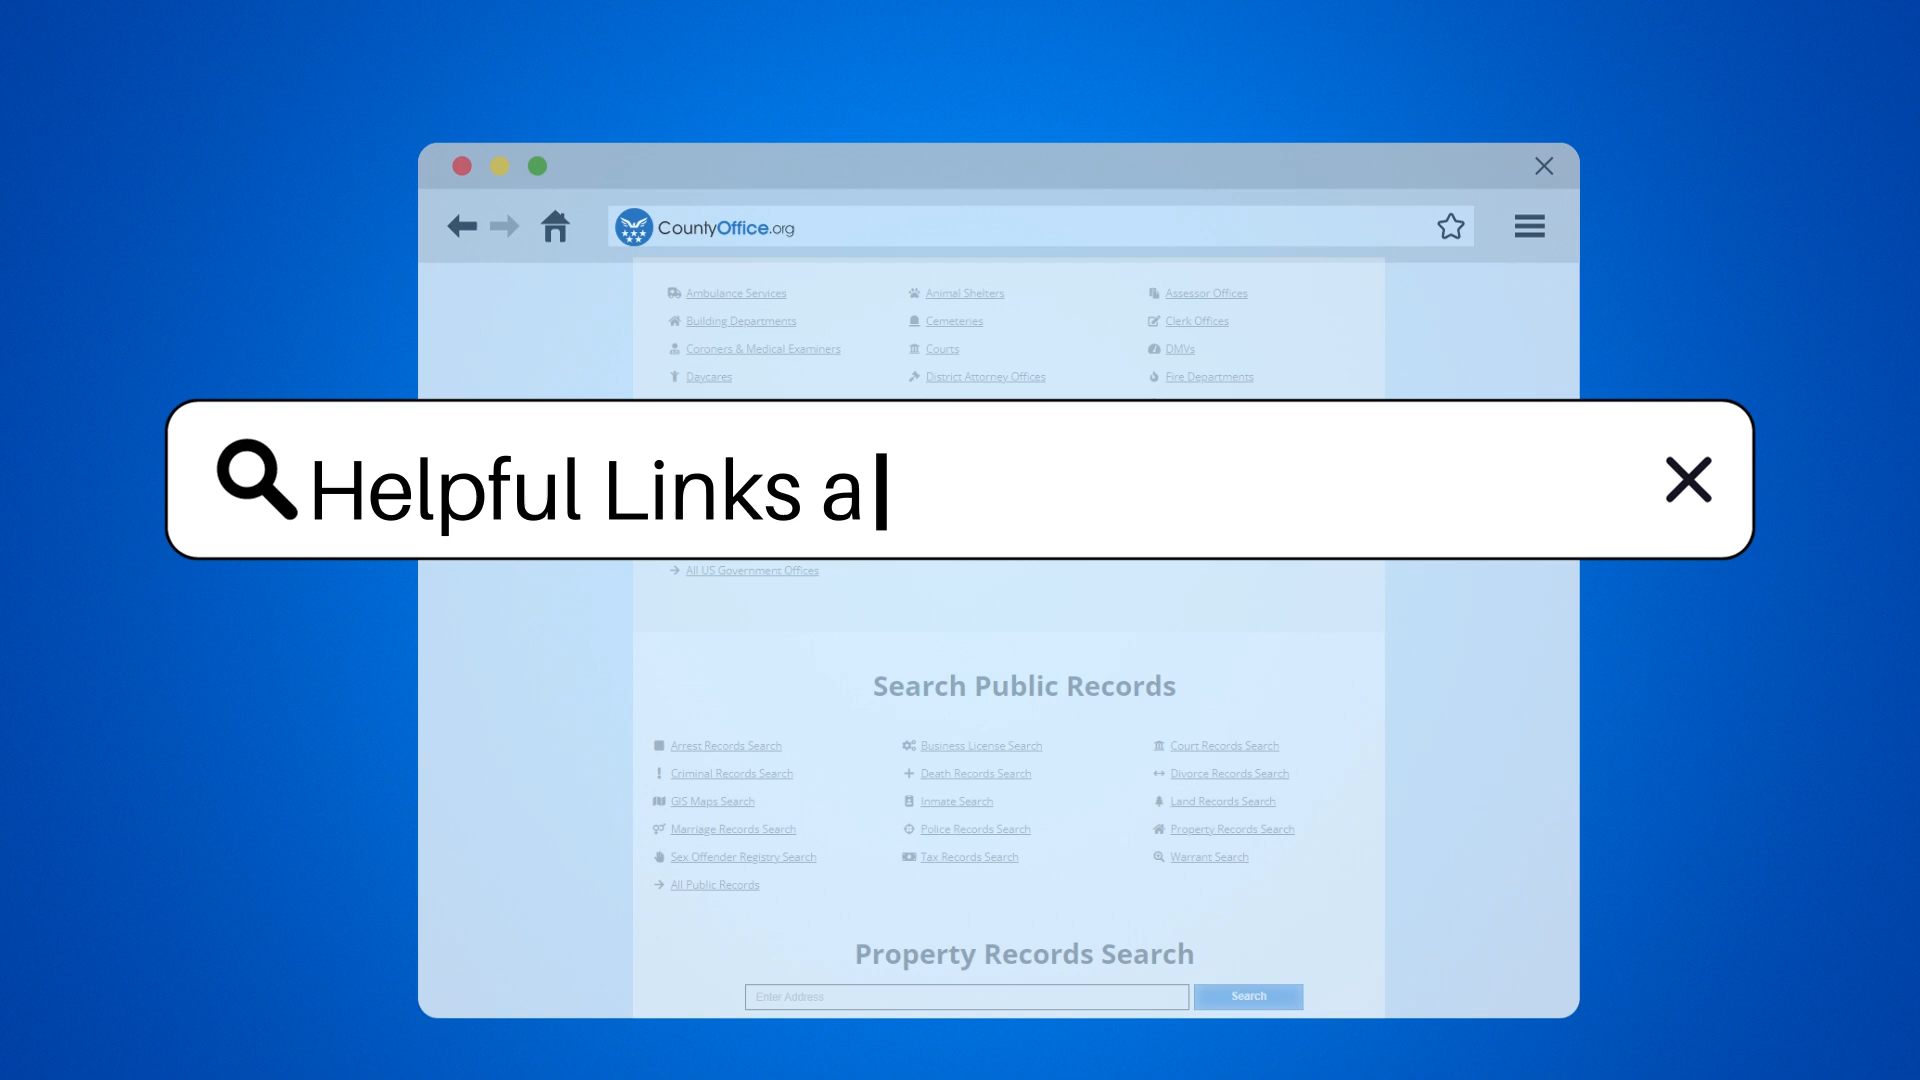 CountyOffice.org
Ambulance Services Animal Shelters Assessor Offices
Building Departments Cemeteries Clerk Offices
Coroners & Medical Examiners Courts DMVs
Daycares District Attorney Offices Fire Departments
Helpful Links a
All US Government Offices
Search Public Records
Arrest Records Search Business License Search Court Records Search
Criminal Records Search Death Records Search Divorce Records Search
GIS Maps Search Inmate Search Land Records Search
Marriage Records Search Police Records Search Property Records Search
Sex Offender Registry Search Tax Records Search Warrant Search
All Public Records
Property Records Search
Enter Address Search